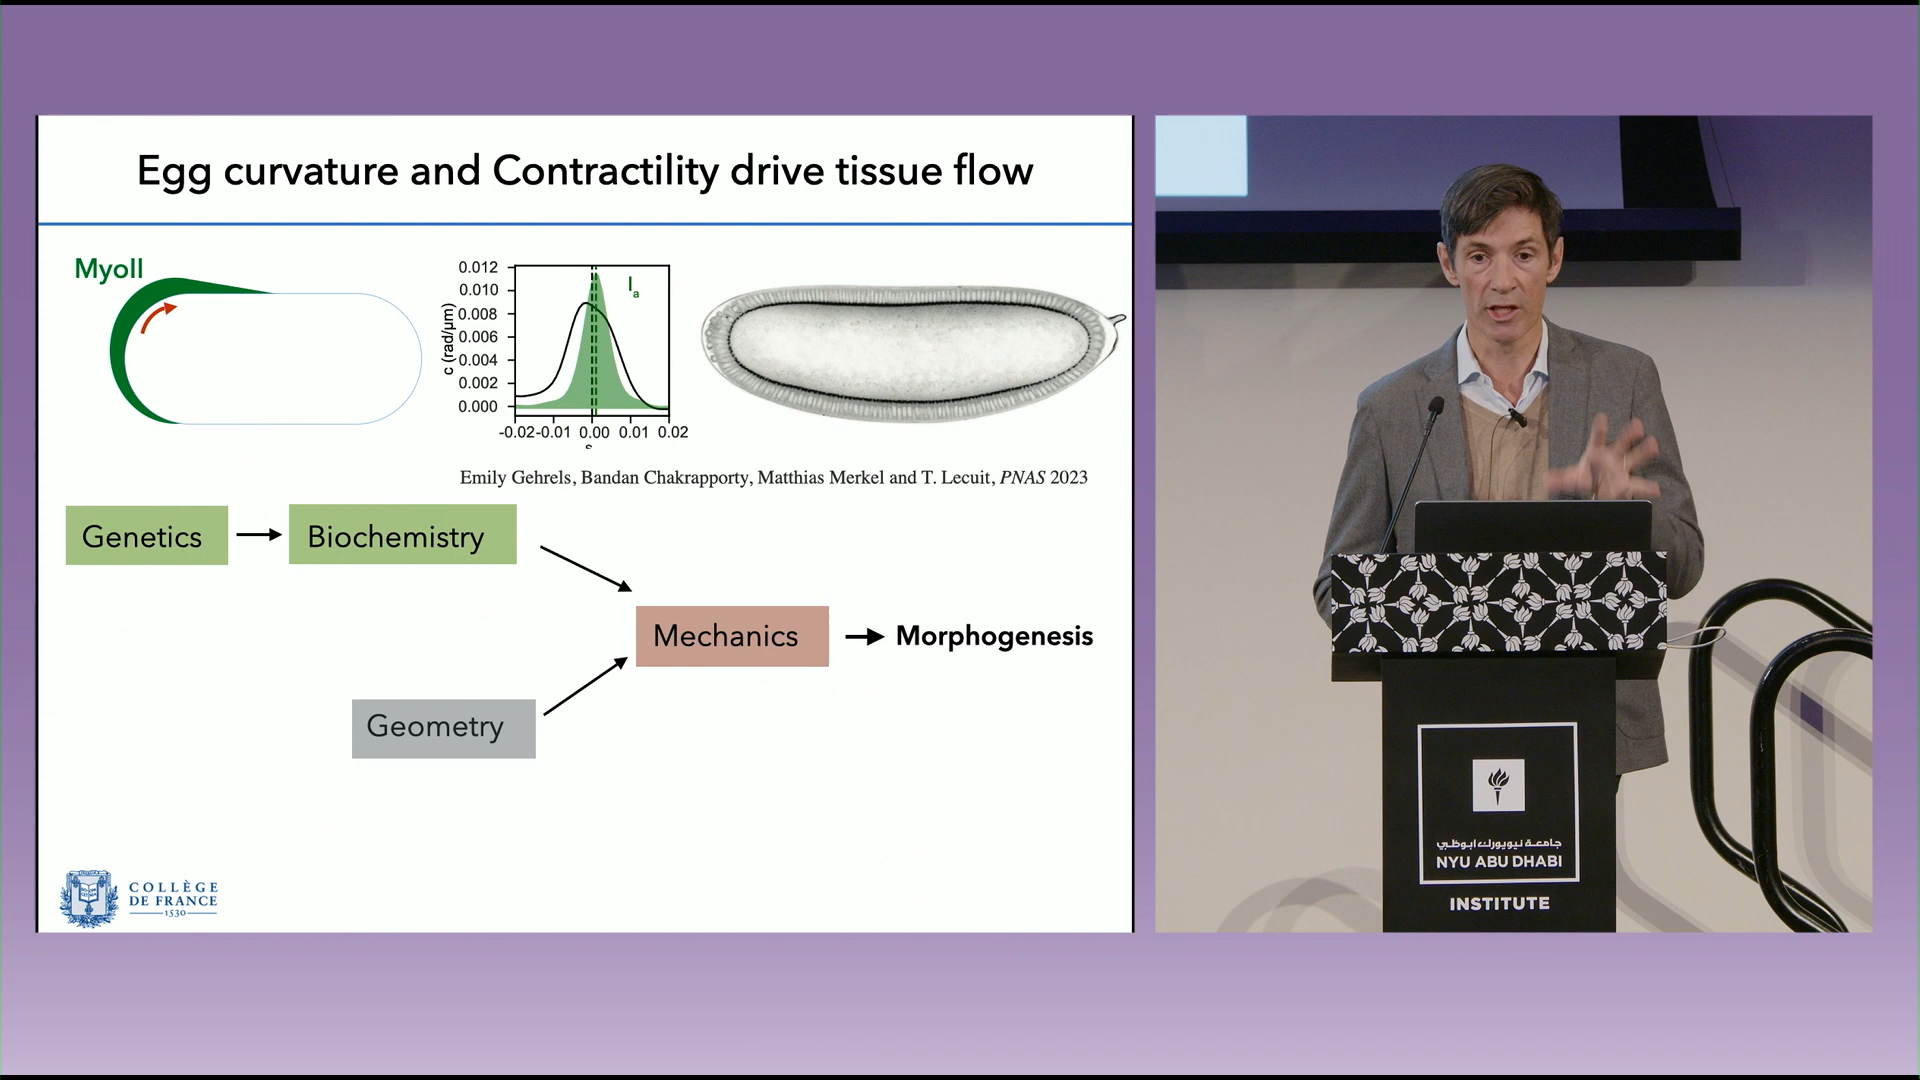 Egg curvature and Contractility drive tissue flow
MyoII
0.012
0.010
0.008
0.006
0.004
0.002
0.000
c (rad/µm)
Ia
-0.02 -0.01 0.00 0.01 0.02
s
Emily Gehrels, Bandan Chakrapporty, Matthias Merkel and T. Lecuit, PNAS 2023
Genetics
Biochemistry
Mechanics
Morphogenesis
Geometry
COLLÈGE
DE FRANCE
1530
جامعة نيويورك أبوظبي
NYU ABU DHABI
INSTITUTE